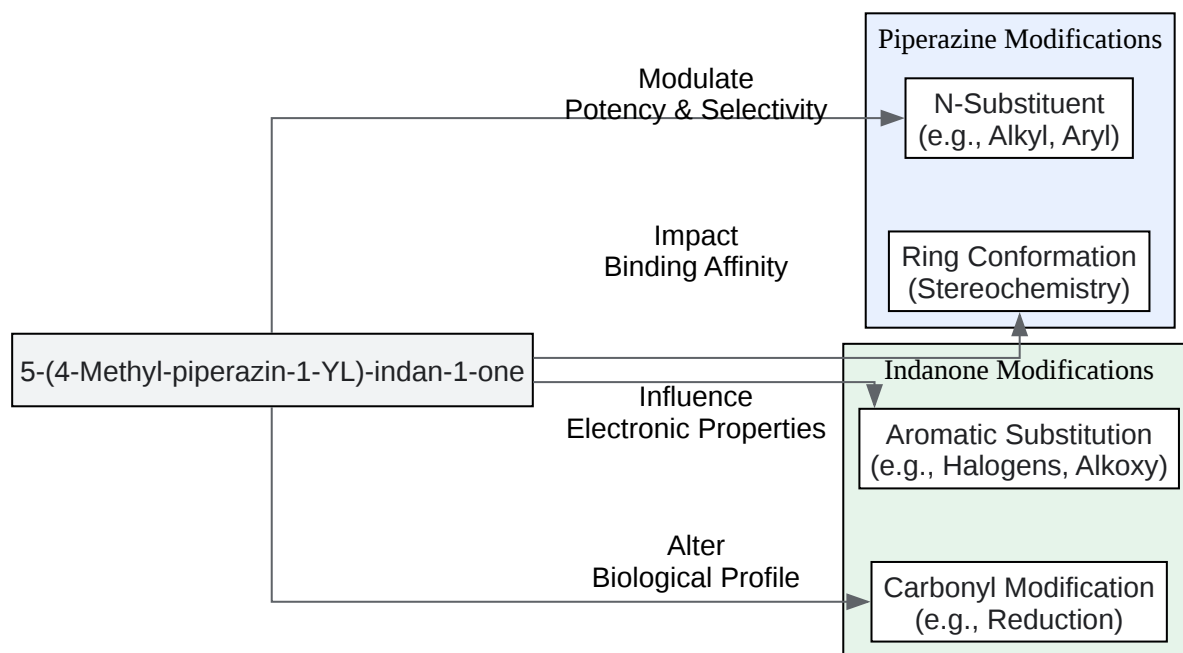 Piperazine Modifications
Modulate
Potency & Selectivity
N-Substituent
(e.g., Alkyl, Aryl)
Impact
Binding Affinity
Ring Conformation
(Stereochemistry)
5-(4-Methyl-piperazin-1-YL)-indan-1-one
Indanone Modifications
Influence
Electronic Properties
Aromatic Substitution
(e.g., Halogens, Alkoxy)
Alter
Biological Profile
Carbonyl Modification
(e.g., Reduction)